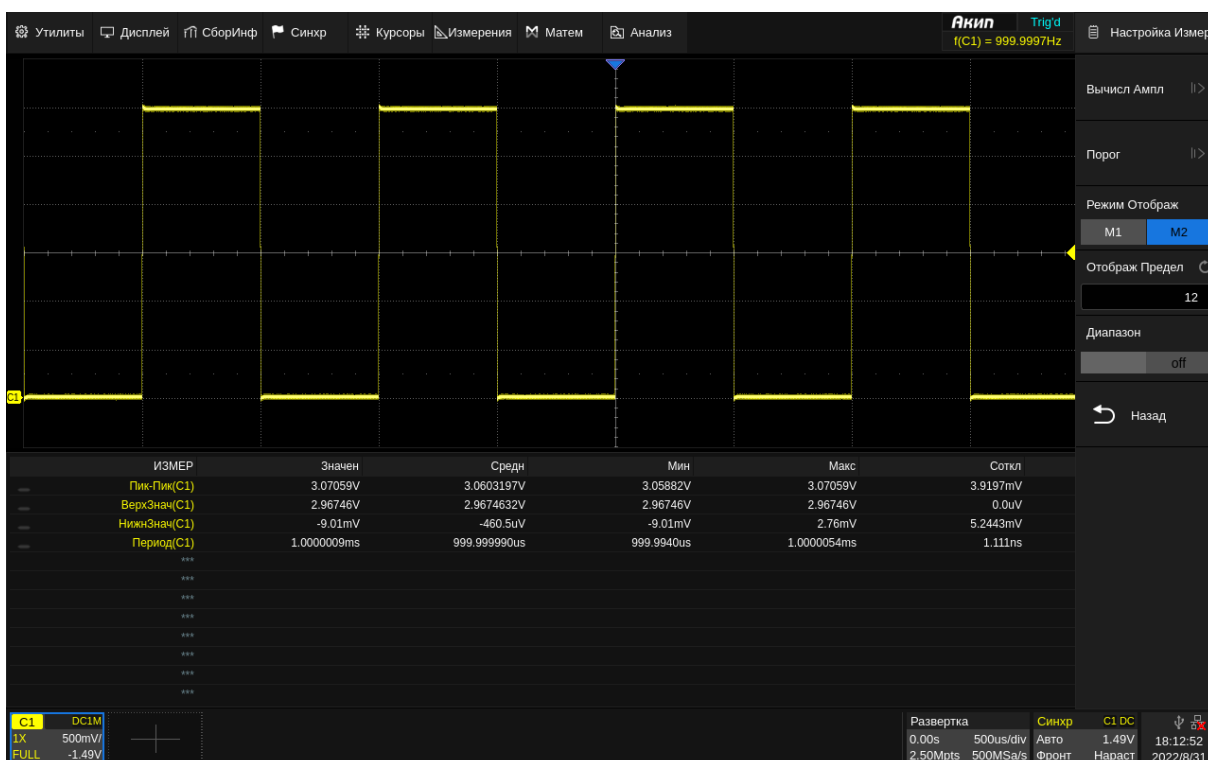 Утилиты Дисплей СборИнф Синхр Курсоры Измерения Матем Анализ Акип Trig'd Настройка Измер
f(C1) = 999.9997Hz
Вычисл Ампл
Порог
Режим Отображ
M1 M2
Отображ Предел
12
Диапазон
off
Назад
C1
ИЗМЕР Значен Средн Мин Макс Соткл
Пик-Пик(C1) 3.07059V 3.0603197V 3.05882V 3.07059V 3.9197mV
ВерхЗнач(C1) 2.96746V 2.9674632V 2.96746V 2.96746V 0.0uV
НижнЗнач(C1) -9.01mV -460.5uV -9.01mV 2.76mV 5.2443mV
Период(C1) 1.0000009ms 999.999990us 999.9940us 1.0000054ms 1.111ns
***
***
***
***
***
***
***
***
C1 DC1M
1X 500mV/
FULL -1.49V
Развертка Синхр C1 DC
0.00s 500us/div Авто 1.49V 18:12:52
2.50Mpts 500MSa/s Фронт Нараст 2022/8/31